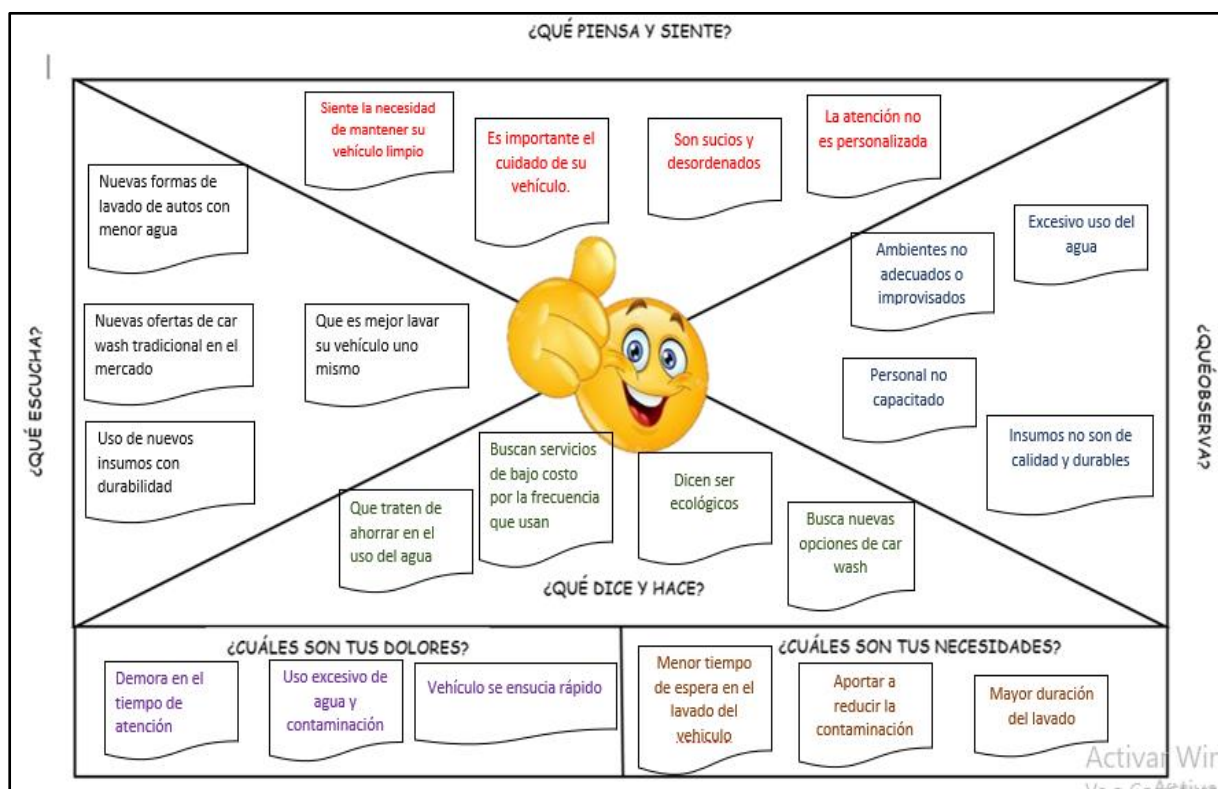 ¿QUÉ PIENSA Y SIENTE?
Siente la necesidad
de mantener su
vehículo limpio
Es importante el
cuidado de su
vehículo.
Son sucios y
desordenados
La atención no
es personalizada
¿QUÉ ESCUCHA?
Nuevas formas de
lavado de autos con
menor agua
Nuevas ofertas de car
wash tradicional en el
mercado
Que es mejor lavar
su vehículo uno
mismo
Uso de nuevos
insumos con
durabilidad
¿QUÉOBSERVA?
Excesivo uso del
agua
Ambientes no
adecuados o
improvisados
Personal no
capacitado
Insumos no son de
calidad y durables
Que traten de
ahorrar en el
uso del agua
Buscan servicios
de bajo costo
por la frecuencia
que usan
Dicen ser
ecológicos
Busca nuevas
opciones de car
wash
¿QUÉ DICE Y HACE?
¿CUÁLES SON TUS DOLORES?
Demora en el
tiempo de
atención
Uso excesivo de
agua y
contaminación
Vehículo se ensucia rápido
¿CUÁLES SON TUS NECESIDADES?
Menor tiempo
de espera en el
lavado del
vehiculo
Aportar a
reducir la
contaminación
Mayor duración
del lavado
Activar Win